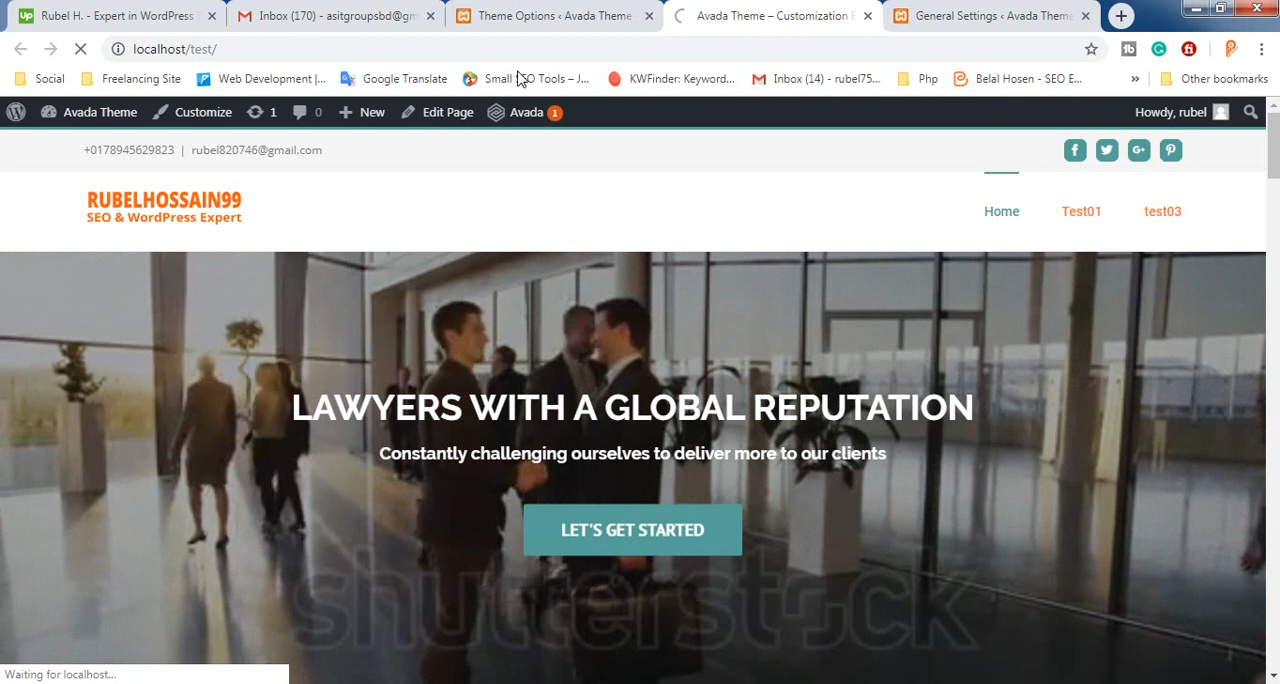 Rubel H. - Expert in WordPress
Inbox (170) - asitgroupsbd@gm
Theme Options ‹ Avada Theme
Avada Theme – Customization E
General Settings ‹ Avada Theme
localhost/test/
Social
Freelancing Site
Web Development |...
Google Translate
Small SEO Tools – J...
KWFinder: Keyword...
Inbox (14) - rubel75...
Php
Belal Hosen - SEO E...
»
Other bookmarks
Avada Theme
Customize
1
0
New
Edit Page
Avada 1
Howdy, rubel
+0178945629823 | rubel820746@gmail.com
RUBELHOSSAIN99
SEO & WordPress Expert
Home
Test01
test03
LAWYERS WITH A GLOBAL REPUTATION
Constantly challenging ourselves to deliver more to our clients
LET'S GET STARTED
shutterstock
Waiting for localhost...